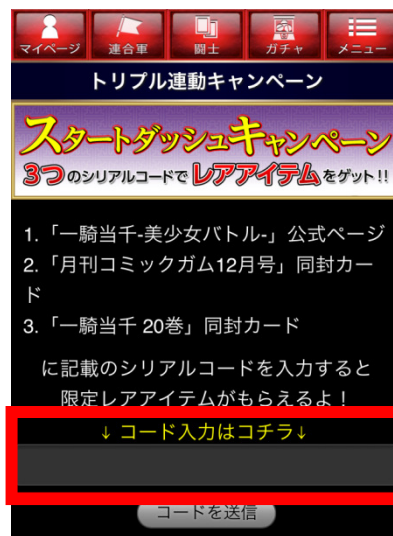 マイページ 連合軍 闘士 ガチャ メニュー
トリプル連動キャンペーン
スタートダッシュキャンペーン
3つのシリアルコードでレアアイテムをゲット!!
1.「一騎当千-美少女バトル-」公式ページ
2.「月刊コミックガム12月号」同封カー
ド
3.「一騎当千 20巻」同封カード
に記載のシリアルコードを入力すると
限定レアアイテムがもらえるよ！
↓コード入力はコチラ↓
コードを送信